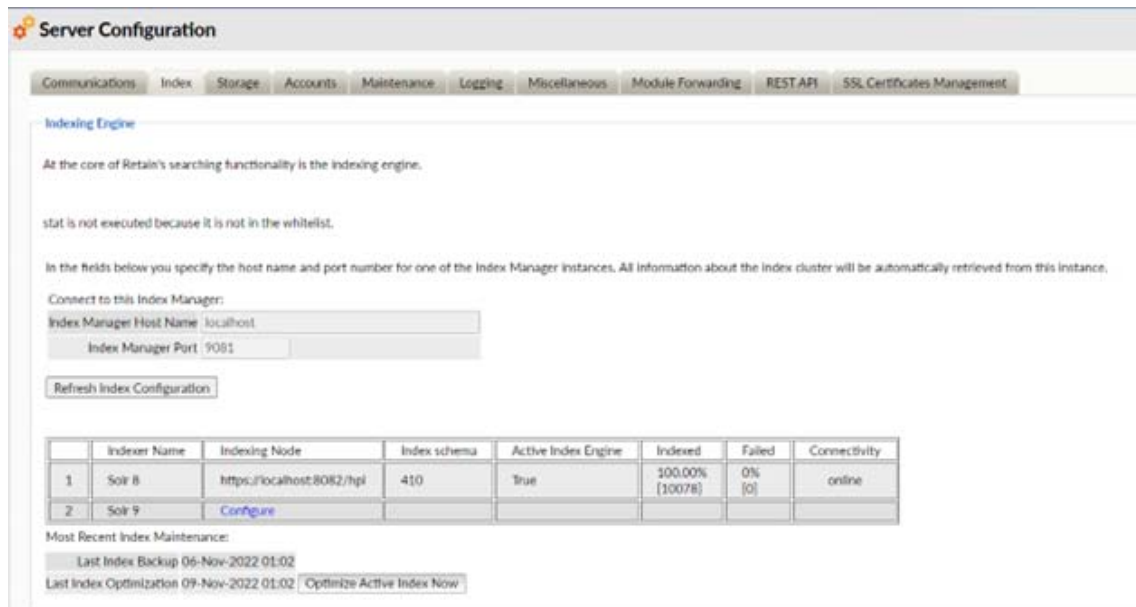 Server Configuration
Communications Index Storage Accounts Maintenance Logging Miscellaneous Module Forwarding REST API SSL Certificates Management
Indexing Engine
At the core of Retain's searching functionality is the indexing engine.
stat is not executed because it is not in the whitelist.
In the fields below you specify the host name and port number for one of the Index Manager instances. All information about the index cluster will be automatically retrieved from this instance.
Connect to this Index Manager:
Index Manager Host Name localhost
Index Manager Port 9081
Refresh Index Configuration
Indexer Name Indexing Node Index schema Active Index Engine Indexed Failed Connectivity
1 Solr 8 https://localhost:8082/hpi 410 True 100.00% 0% online
[10078] [0]
2 Solr 9 Configure
Most Recent Index Maintenance:
Last Index Backup 06-Nov-2022 01:02
Last Index Optimization 09-Nov-2022 01:02 Optimize Active Index Now